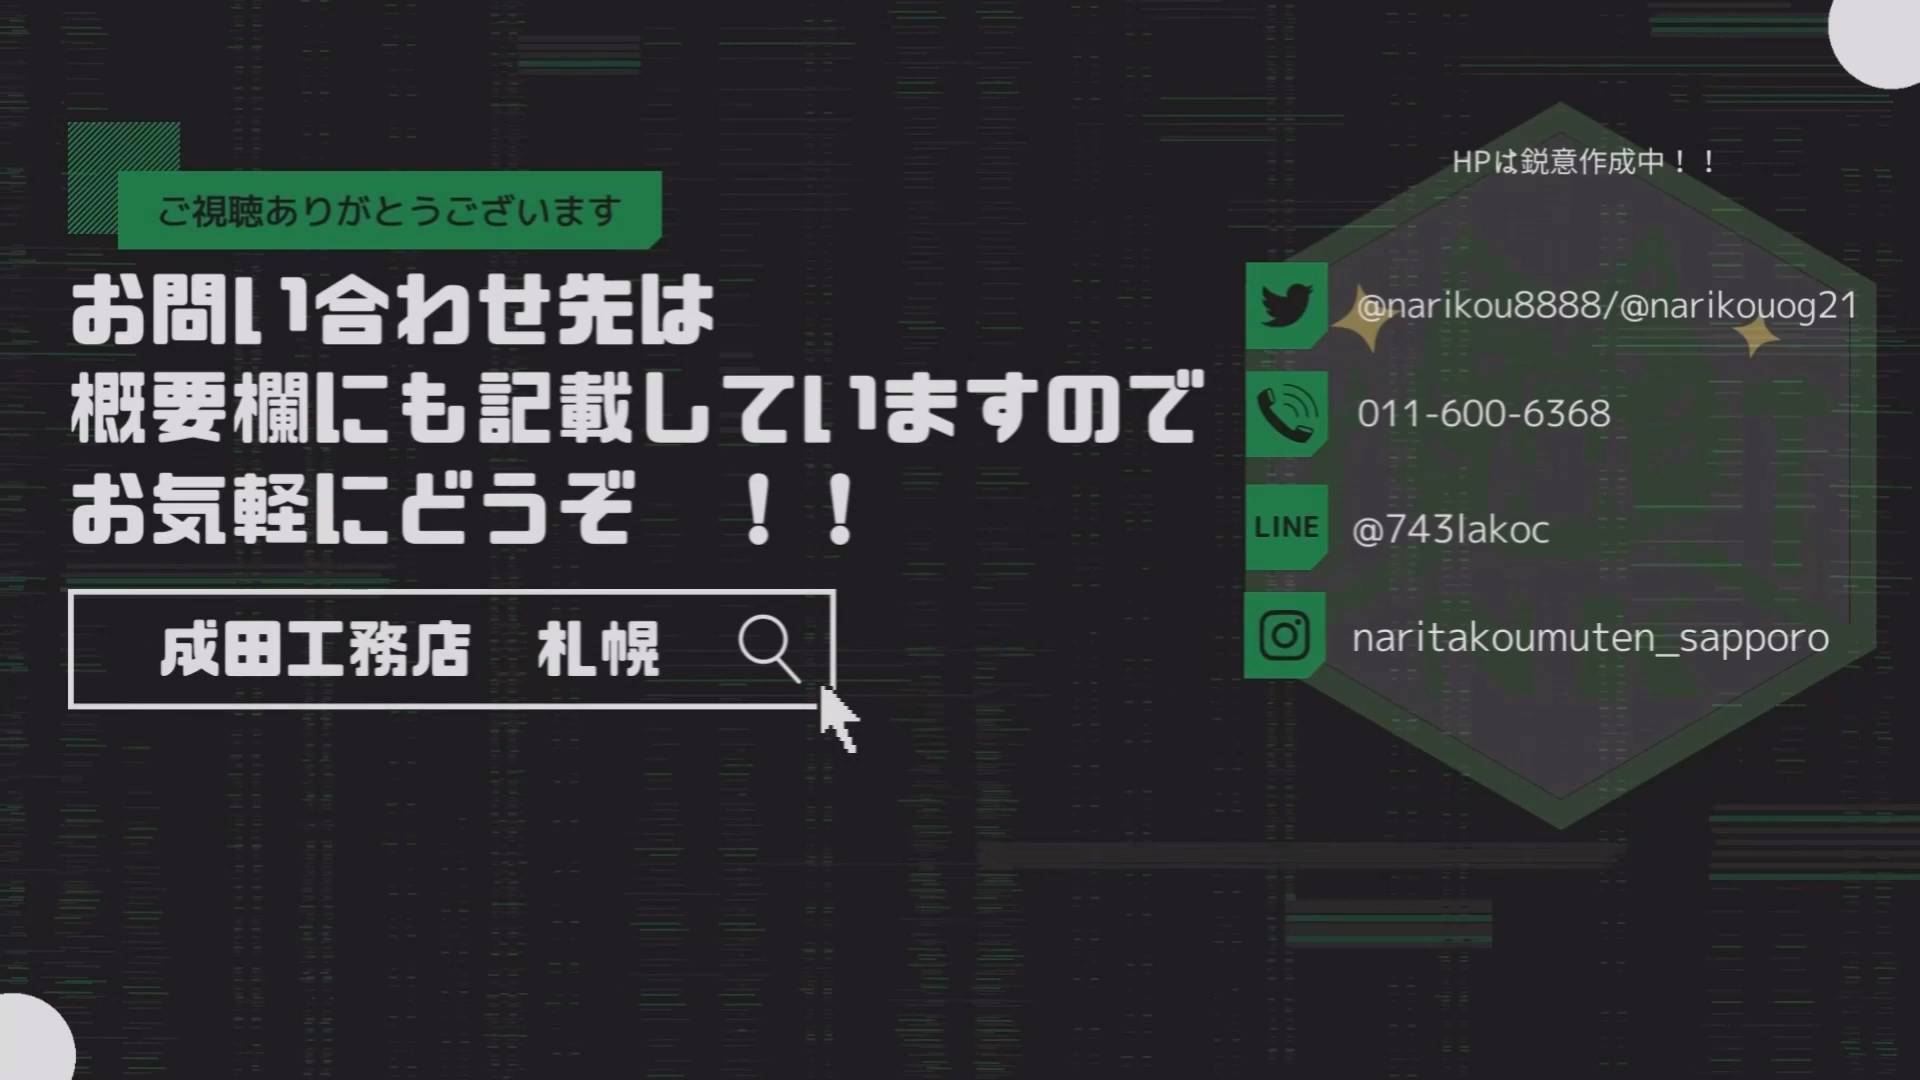 ご視聴ありがとうございます
お問い合わせ先は
概要欄にも記載していますので
お気軽にどうぞ　！！
成田工務店　札幌
HPは鋭意作成中！！
@narikou8888/@narikouog21
011-600-6368
LINE @743lakoc
naritakoumuten_sapporo